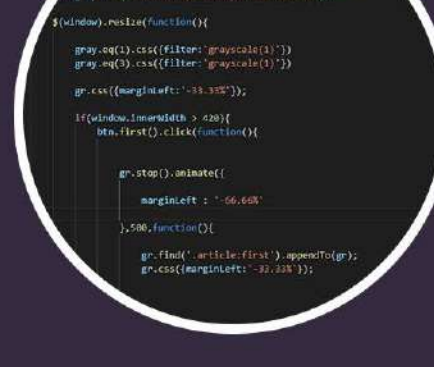 $(window).resize(function(){
gray.eq(1).css({filter:'grayscale(1)'})
gray.eq(3).css({filter:'grayscale(1)'})
gr.css({marginLeft:'-33.33%'});
if(window.innerWidth > 420){
btn.first().click(function(){
gr.stop().animate({
marginLeft : '-66.66%'
},500,function(){
gr.find('.article:first').appendTo(gr);
gr.css({marginLeft:'-33.33%'});